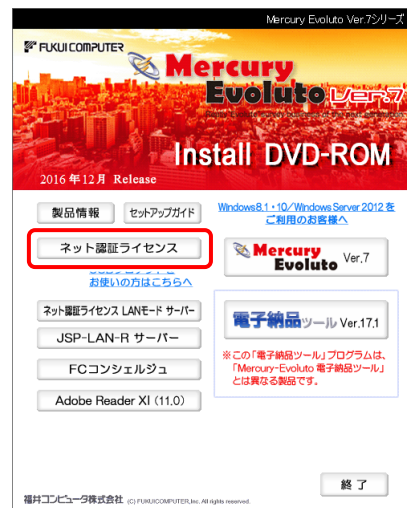 Mercury Evoluto Ver.7シリーズ
FUKUI COMPUTER
Mercury
Evoluto Ver.7
Install DVD-ROM
2016年12月 Release
製品情報
セットアップガイド
Windows8.1・10/Windows Server 2012 を
ご利用のお客様へ
ネット認証ライセンス
お使いの方はこちらへ
Mercury
Evoluto Ver.7
ネット認証ライセンス LANモード サーバー
JSP-LAN-R サーバー
FCコンシェルジュ
Adobe Reader XI (11.0)
電子納品ツール Ver.17.1
※この「電子納品ツール」プログラムは、
「Mercury-Evoluto 電子納品ツール」
とは異なる製品です。
終了
福井コンピュータ株式会社 (C) FUKUICOMPUTER,Inc. All rights reserved.